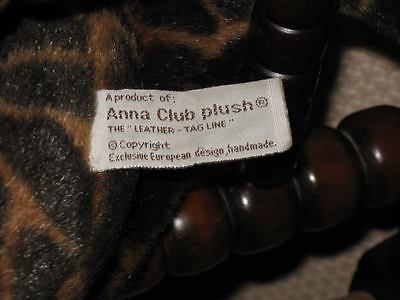 A product of:
Anna Club plush®
THE "LEATHER - TAG LINE"
© Copyright
Exclusive European design, handmade.